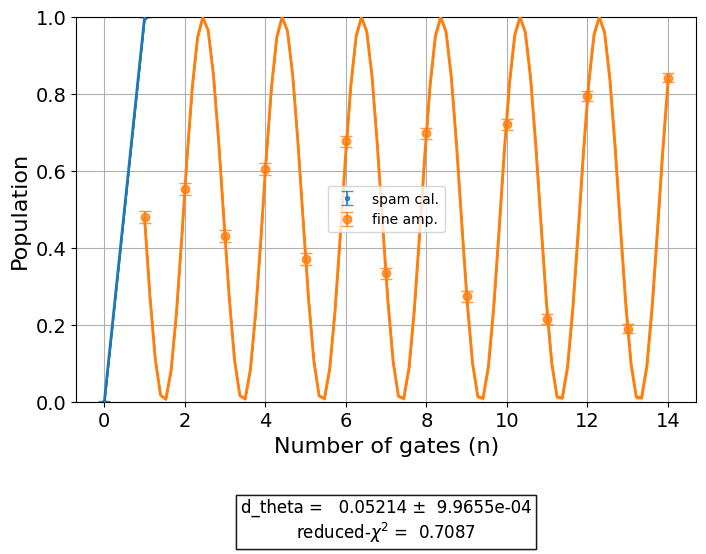 1.0
0.8
0.6
0.4
0.2
0.0
Population
spam cal.
fine amp.
0 2 4 6 8 10 12 14
Number of gates (n)
d_theta = 0.05214 ± 9.9655e-04
reduced-χ² = 0.7087